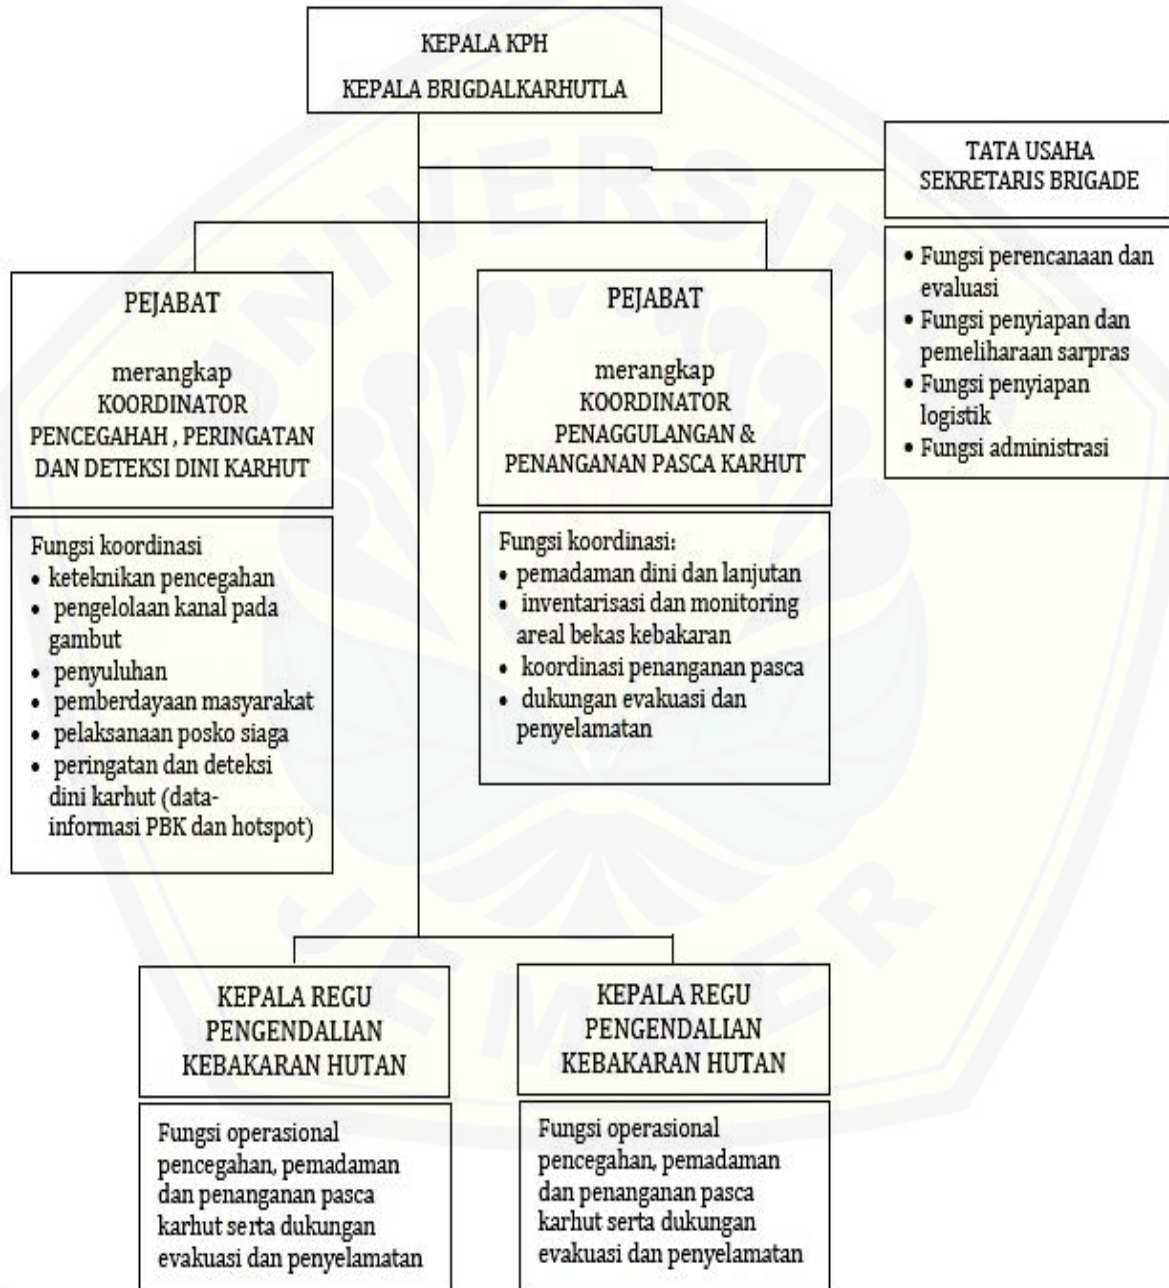 KEPALA KPH
KEPALA BRIGDALKARHUTLA
TATA USAHA
SEKRETARIS BRIGADE
• Fungsi perencanaan dan
evaluasi
• Fungsi penyiapan dan
pemeliharaan sarpras
• Fungsi penyiapan
logistik
• Fungsi administrasi
PEJABAT
merangkap
KOORDINATOR
PENCEGAHAH , PERINGATAN
DAN DETEKSI DINI KARHUT
Fungsi koordinasi
• keteknikan pencegahan
• pengelolaan kanal pada
gambut
• penyuluhan
• pemberdayaan masyarakat
• pelaksanaan posko siaga
• peringatan dan deteksi
dini karhut (data-
informasi PBK dan hotspot)
PEJABAT
merangkap
KOORDINATOR
PENAGGULANGAN &
PENANGANAN PASCA KARHUT
Fungsi koordinasi:
• pemadaman dini dan lanjutan
• inventarisasi dan monitoring
areal bekas kebakaran
• koordinasi penanganan pasca
• dukungan evakuasi dan
penyelamatan
KEPALA REGU
PENGENDALIAN
KEBAKARAN HUTAN
Fungsi operasional
pencegahan, pemadaman
dan penanganan pasca
karhut serta dukungan
evakuasi dan penyelamatan
KEPALA REGU
PENGENDALIAN
KEBAKARAN HUTAN
Fungsi operasional
pencegahan, pemadaman
dan penanganan pasca
karhut serta dukungan
evakuasi dan penyelamatan
UNIVERSITAS
JEMBER